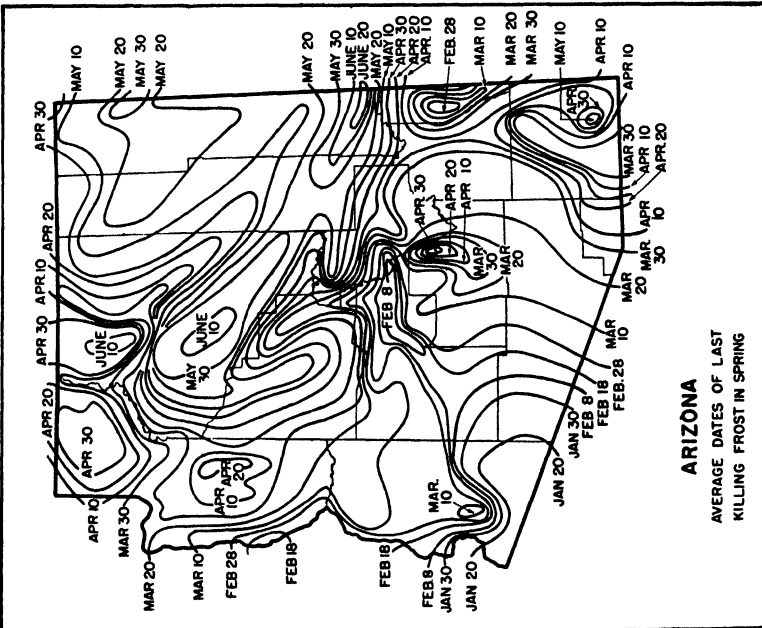 MAY 10
MAY 20
MAY 30
MAY 20
APR 30
MAY 20
MAY 30
JUNE 10
JUNE 20
MAY 20
MAY 10
APR 30
APR 20
APR. 10
FEB. 28
MAR 10
MAR 20
MAR 30
MAY 10
APR 10
APR 30
APR 10
MAR 30
APR 10
APR. 20
APR 20
APR. 10
APR 30
APR 20
APR 30
APR 10
MAR 30
JUNE 10
JUNE 10
MAY 30
APR 20
APR 10
MAR 20
MAR 10
FEB 28
FEB 18
FEB 8
APR 30
APR 20
APR 10
MAR 30
MAR 20
APR 10
MAR. 30
MAR 20
MAR 10
FEB. 28
FEB 18
FEB 8
JAN 30
JAN 20
MAR. 10
FEB 18
FEB. 8
JAN 30
JAN 20
ARIZONA
AVERAGE DATES OF LAST
KILLING FROST IN SPRING